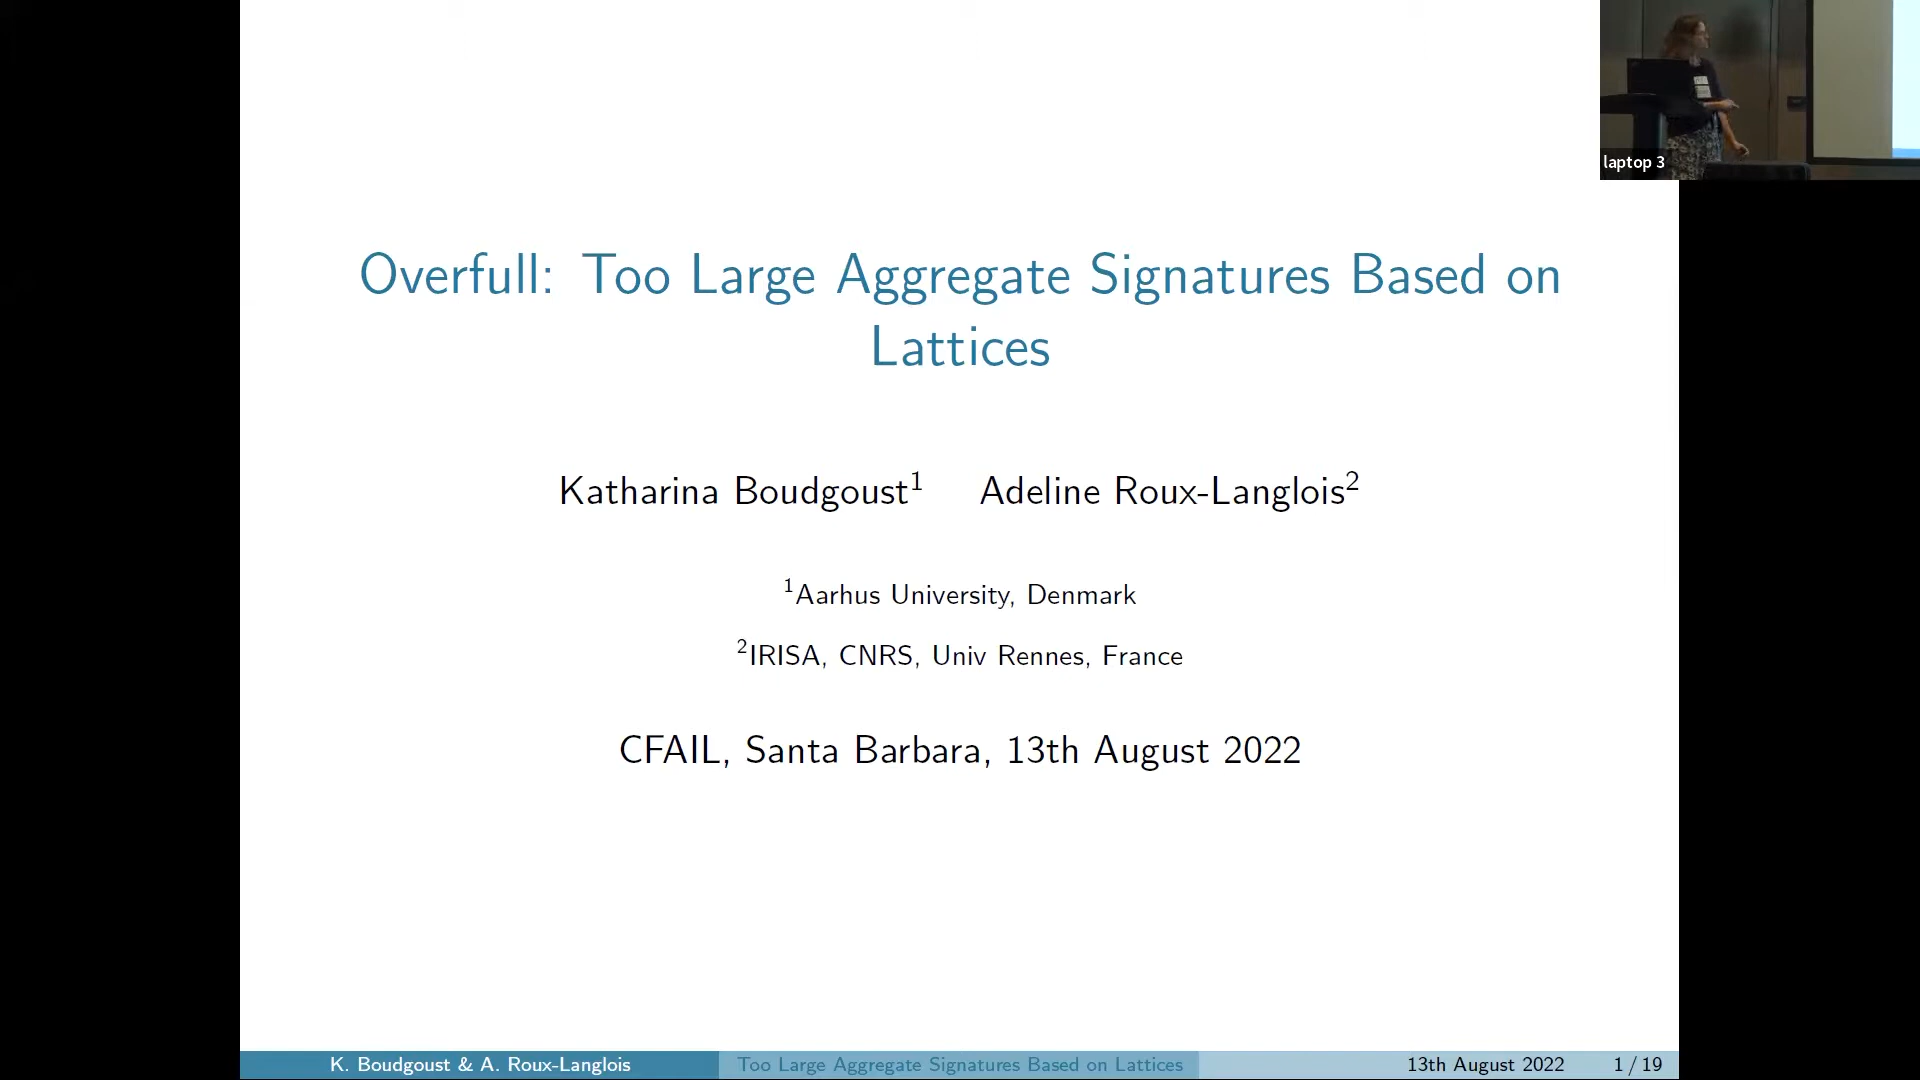 laptop 3
Overfull: Too Large Aggregate Signatures Based on
Lattices
Katharina Boudgoust¹ Adeline Roux-Langlois²
¹Aarhus University, Denmark
²IRISA, CNRS, Univ Rennes, France
CFAIL, Santa Barbara, 13th August 2022
K. Boudgoust & A. Roux-Langlois Too Large Aggregate Signatures Based on Lattices 13th August 2022 1 / 19